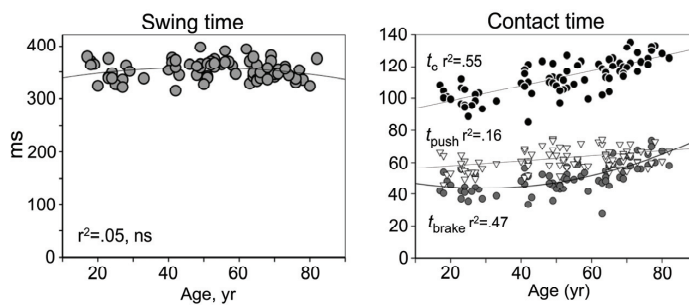 Swing time
400
300
200
100
0
ms
r²=.05, ns
20 40 60 80
Age, yr
Contact time
140
120
100
80
60
40
20
0
tc r²=.55
tpush r²=.16
tbrake r²=.47
20 40 60 80
Age (yr)